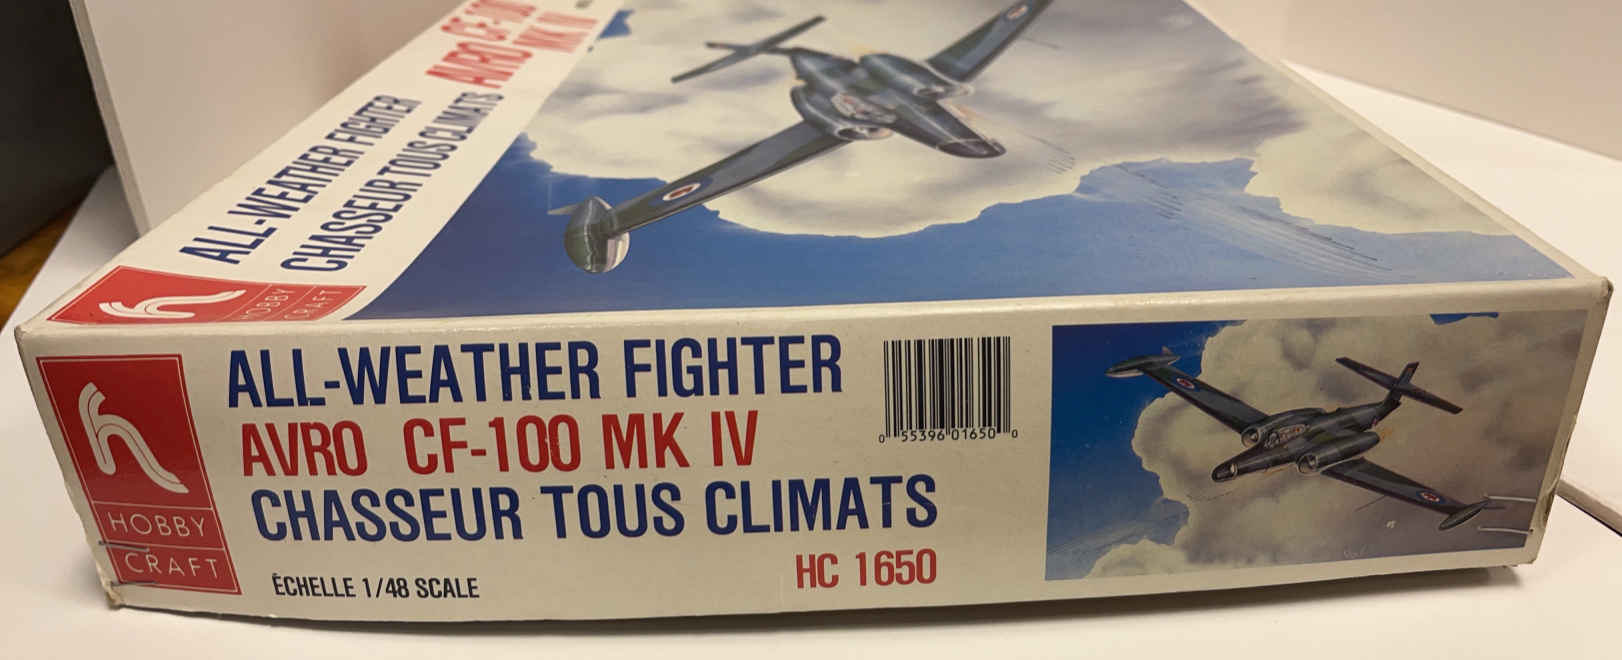 ALL-WEATHER FIGHTER
CHASSEUR TOUS CLIMATS
AVRO CF-100
MK IV
HOBBY
CRAFT
ALL-WEATHER FIGHTER
AVRO CF-100 MK IV
CHASSEUR TOUS CLIMATS
HOBBY
CRAFT
ÉCHELLE 1/48 SCALE
HC 1650
0 55396 01650 0